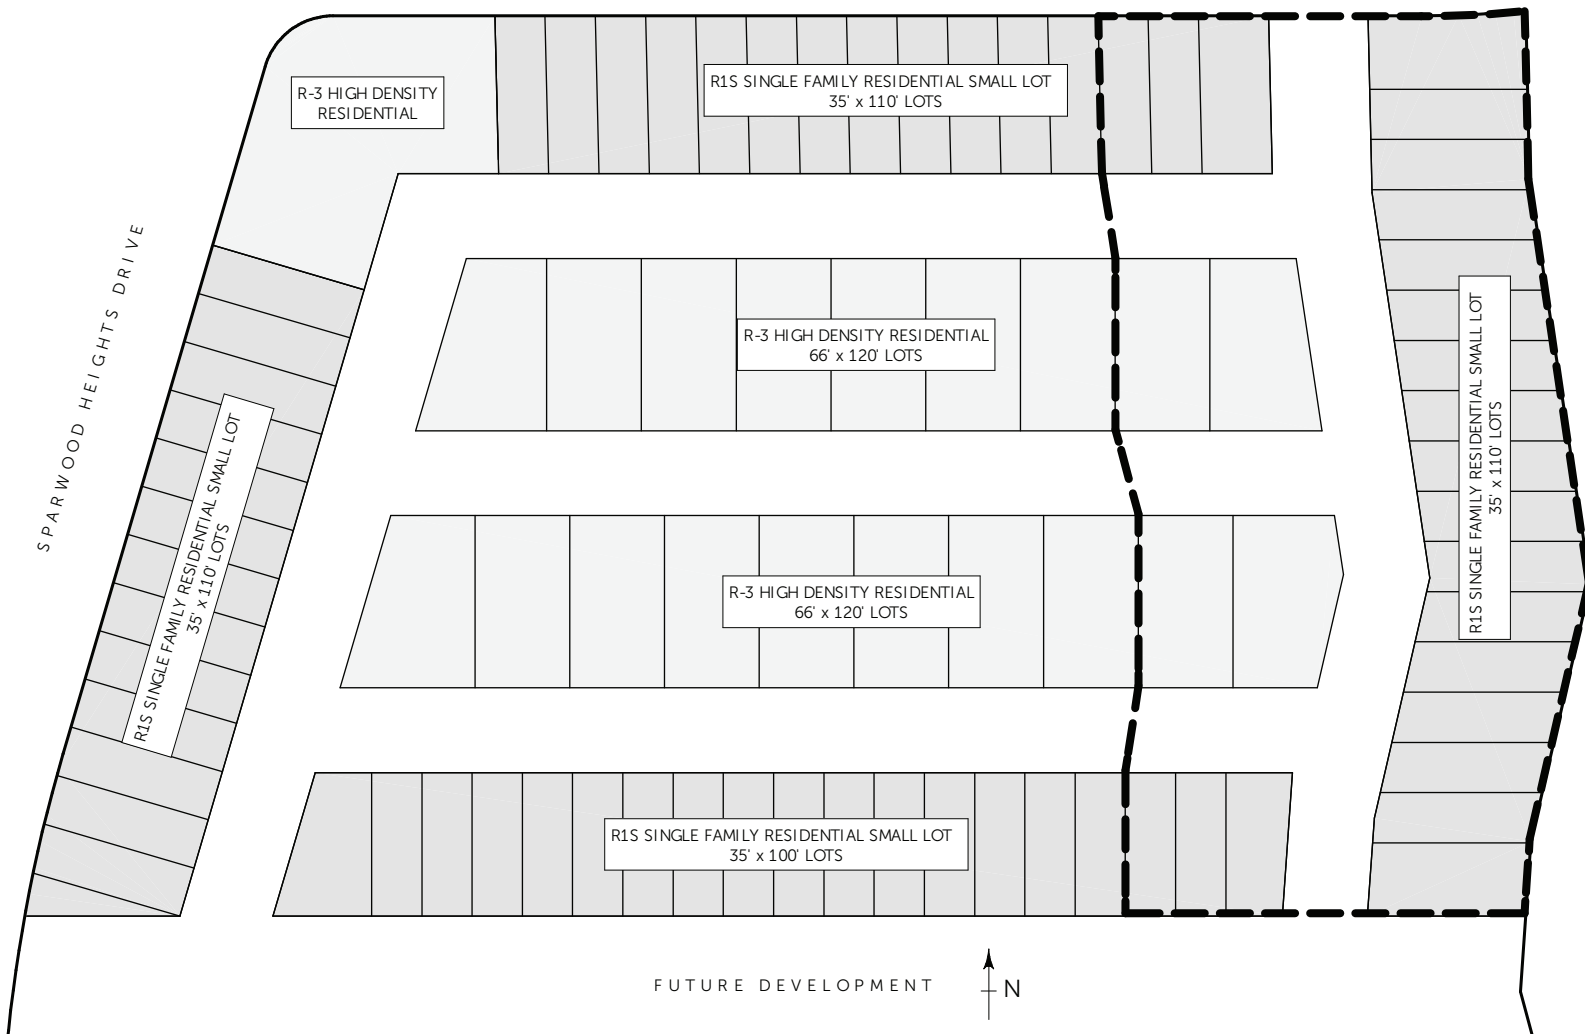 R-3 HIGH DENSITY
RESIDENTIAL
R1S SINGLE FAMILY RESIDENTIAL SMALL LOT
35' x 110' LOTS
SPARWOOD HEIGHTS DRIVE
R-3 HIGH DENSITY RESIDENTIAL
66' x 120' LOTS
R1S SINGLE FAMILY RESIDENTIAL SMALL LOT
35' x 110' LOTS
R1S SINGLE FAMILY RESIDENTIAL SMALL LOT
35' x 110' LOTS
R-3 HIGH DENSITY RESIDENTIAL
66' x 120' LOTS
R1S SINGLE FAMILY RESIDENTIAL SMALL LOT
35' x 100' LOTS
FUTURE DEVELOPMENT
N